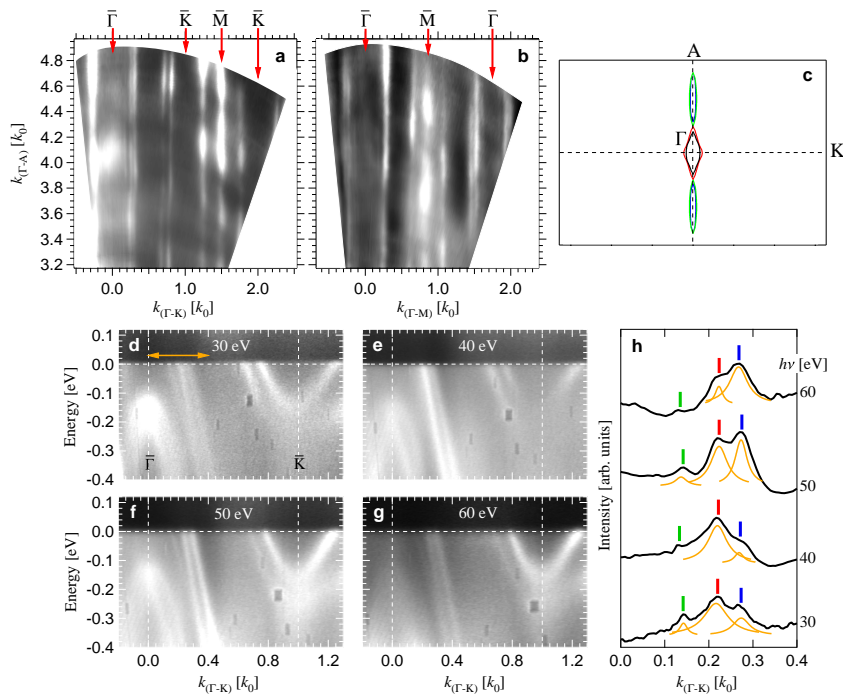 Γ̅ K̅ M̅ K̅ Γ̅ M̅ Γ̅
a b c
4.8
4.6
4.4
4.2
4.0
3.8
3.6
3.4
3.2
k(Γ-A) [k0]
0.0 1.0 2.0 0.0 1.0 2.0
k(Γ-K) [k0] k(Γ-M) [k0]
A
Γ
K
d 30 eV
e 40 eV
0.1
0.0
-0.1
-0.2
-0.3
-0.4
Energy [eV]
Γ̅ K̅
f 50 eV
g 60 eV
0.1
0.0
-0.1
-0.2
-0.3
-0.4
Energy [eV]
0.0 0.4 0.8 1.2 0.0 0.4 0.8 1.2
k(Γ-K) [k0] k(Γ-K) [k0]
h
hν [eV]
60
50
40
30
Intensity [arb. units]
0.0 0.1 0.2 0.3 0.4
k(Γ-K) [k0]